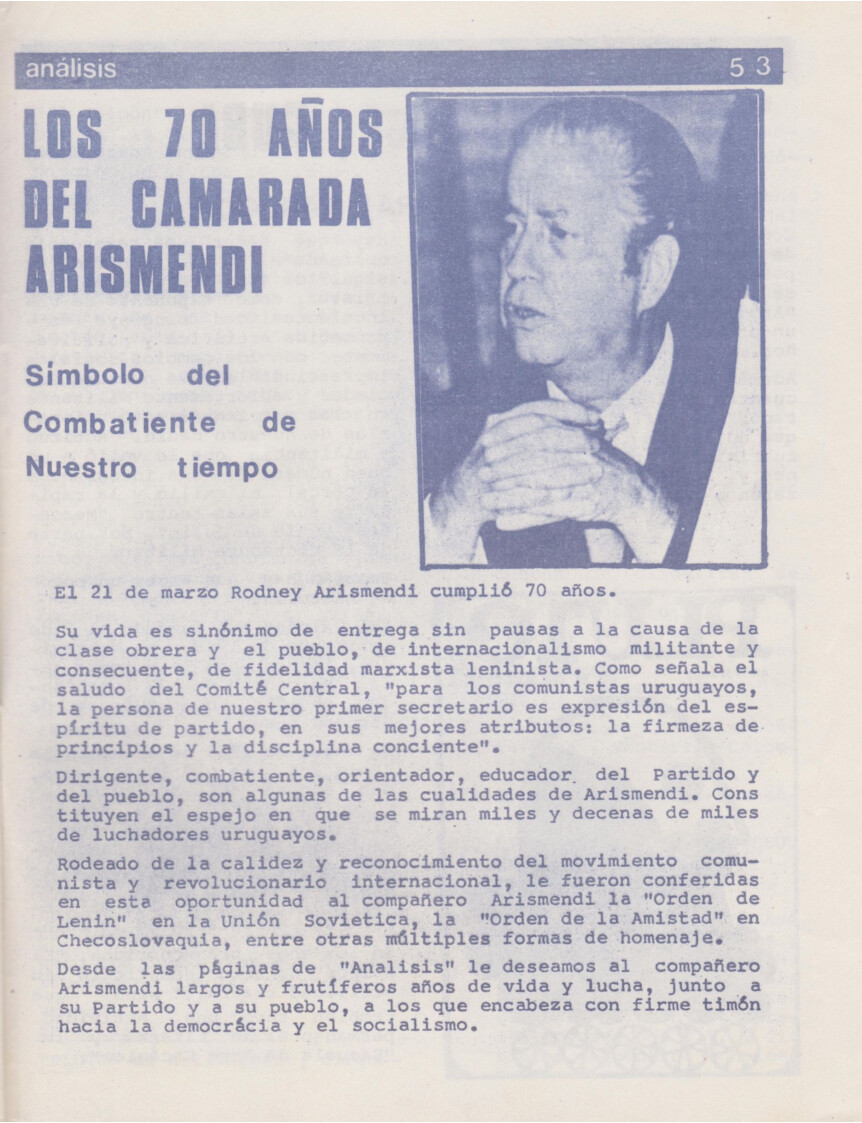 análisis 53
LOS 70 AÑOS
DEL CAMARADA
ARISMENDI
Símbolo del
Combatiente de
Nuestro tiempo
El 21 de marzo Rodney Arismendi cumplió 70 años.
Su vida es sinónimo de entrega sin pausas a la causa de la
clase obrera y el pueblo, de internacionalismo militante y
consecuente, de fidelidad marxista leninista. Como señala el
saludo del Comité Central, "para los comunistas uruguayos,
la persona de nuestro primer secretario es expresión del es-
píritu de partido, en sus mejores atributos: la firmeza de
principios y la disciplina conciente".
Dirigente, combatiente, orientador, educador del Partido y
del pueblo, son algunas de las cualidades de Arismendi. Cons
tituyen el espejo en que se miran miles y decenas de miles
de luchadores uruguayos.
Rodeado de la calidez y reconocimiento del movimiento comu-
nista y revolucionario internacional, le fueron conferidas
en esta oportunidad al compañero Arismendi la "Orden de
Lenin" en la Unión Sovietica, la "Orden de la Amistad" en
Checoslovaquia, entre otras múltiples formas de homenaje.
Desde las páginas de "Analisis" le deseamos al compañero
Arismendi largos y frutíferos años de vida y lucha, junto a
su Partido y a su pueblo, a los que encabeza con firme timón
hacia la democrácia y el socialismo.